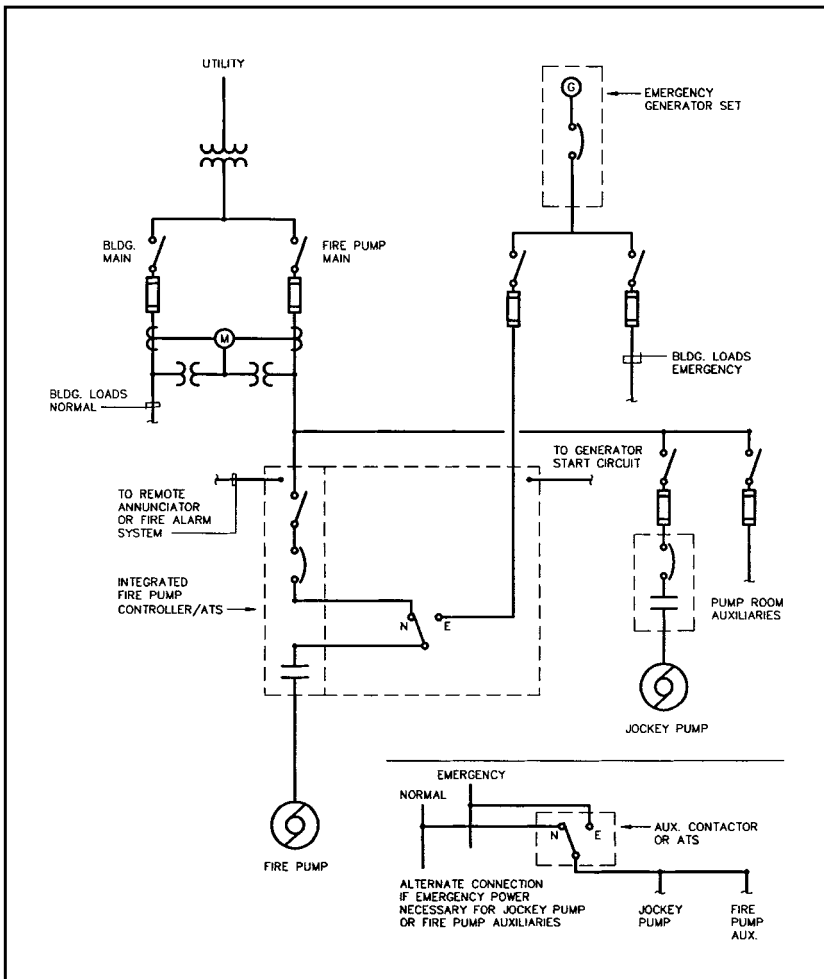 UTILITY
G
EMERGENCY
GENERATOR SET
BLDG.
MAIN
FIRE PUMP
MAIN
M
BLDG. LOADS
NORMAL
BLDG. LOADS
EMERGENCY
TO GENERATOR
START CIRCUIT
TO REMOTE
ANNUNCIATOR
OR FIRE ALARM
SYSTEM
INTEGRATED
FIRE PUMP
CONTROLLER/ATS
N
E
PUMP ROOM
AUXILIARIES
JOCKEY PUMP
FIRE PUMP
EMERGENCY
NORMAL
N
E
AUX. CONTACTOR
OR ATS
ALTERNATE CONNECTION
IF EMERGENCY POWER
NECESSARY FOR JOCKEY PUMP
OR FIRE PUMP AUXILIARIES
JOCKEY
PUMP
FIRE
PUMP
AUX.